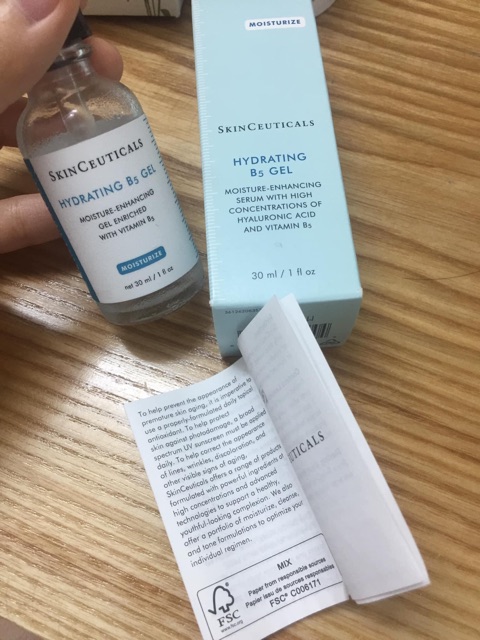 SKINCEUTICALS
HYDRATING B5 GEL
MOISTURE-ENHANCING
GEL ENRICHED
WITH VITAMIN B5
MOISTURIZE
net 30 ml / 1 fl oz
MOISTURIZE
SKINCEUTICALS
HYDRATING
B5 GEL
MOISTURE-ENHANCING
SERUM WITH HIGH
CONCENTRATIONS OF
HYALURONIC ACID
AND VITAMIN B5
30 ml / 1 fl oz
To help prevent the appearance of
premature skin aging, it is imperative to
use a properly-formulated daily topical
antioxidant. To help protect
skin against photodamage, a broad
spectrum UV sunscreen must be applied
daily. To help correct the appearance
of lines, wrinkles, discoloration, and
other visible signs of aging,
SkinCeuticals offers a range of products
formulated with powerful ingredients at
high concentrations and advanced
technologies to support a healthy,
youthful-looking complexion. We also
offer a portfolio of moisturize, cleanse,
and tone formulations to optimize your
individual regimen.
TICALS
MIX
Paper from responsible sources
Papier issu de sources responsables
FSC® C006171
FSC
www.fsc.org